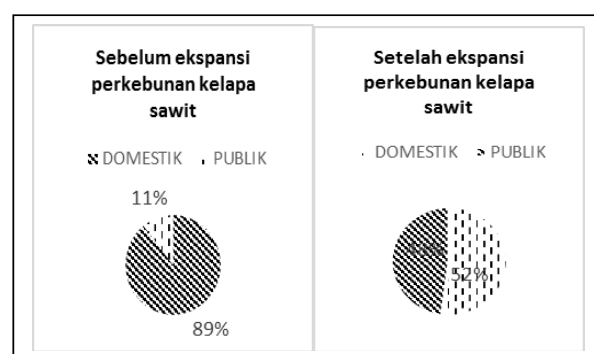 Sebelum ekspansi
perkebunan kelapa
sawit
DOMESTIK PUBLIK
11%
89%
Setelah ekspansi
perkebunan kelapa
sawit
DOMESTIK PUBLIK
52%